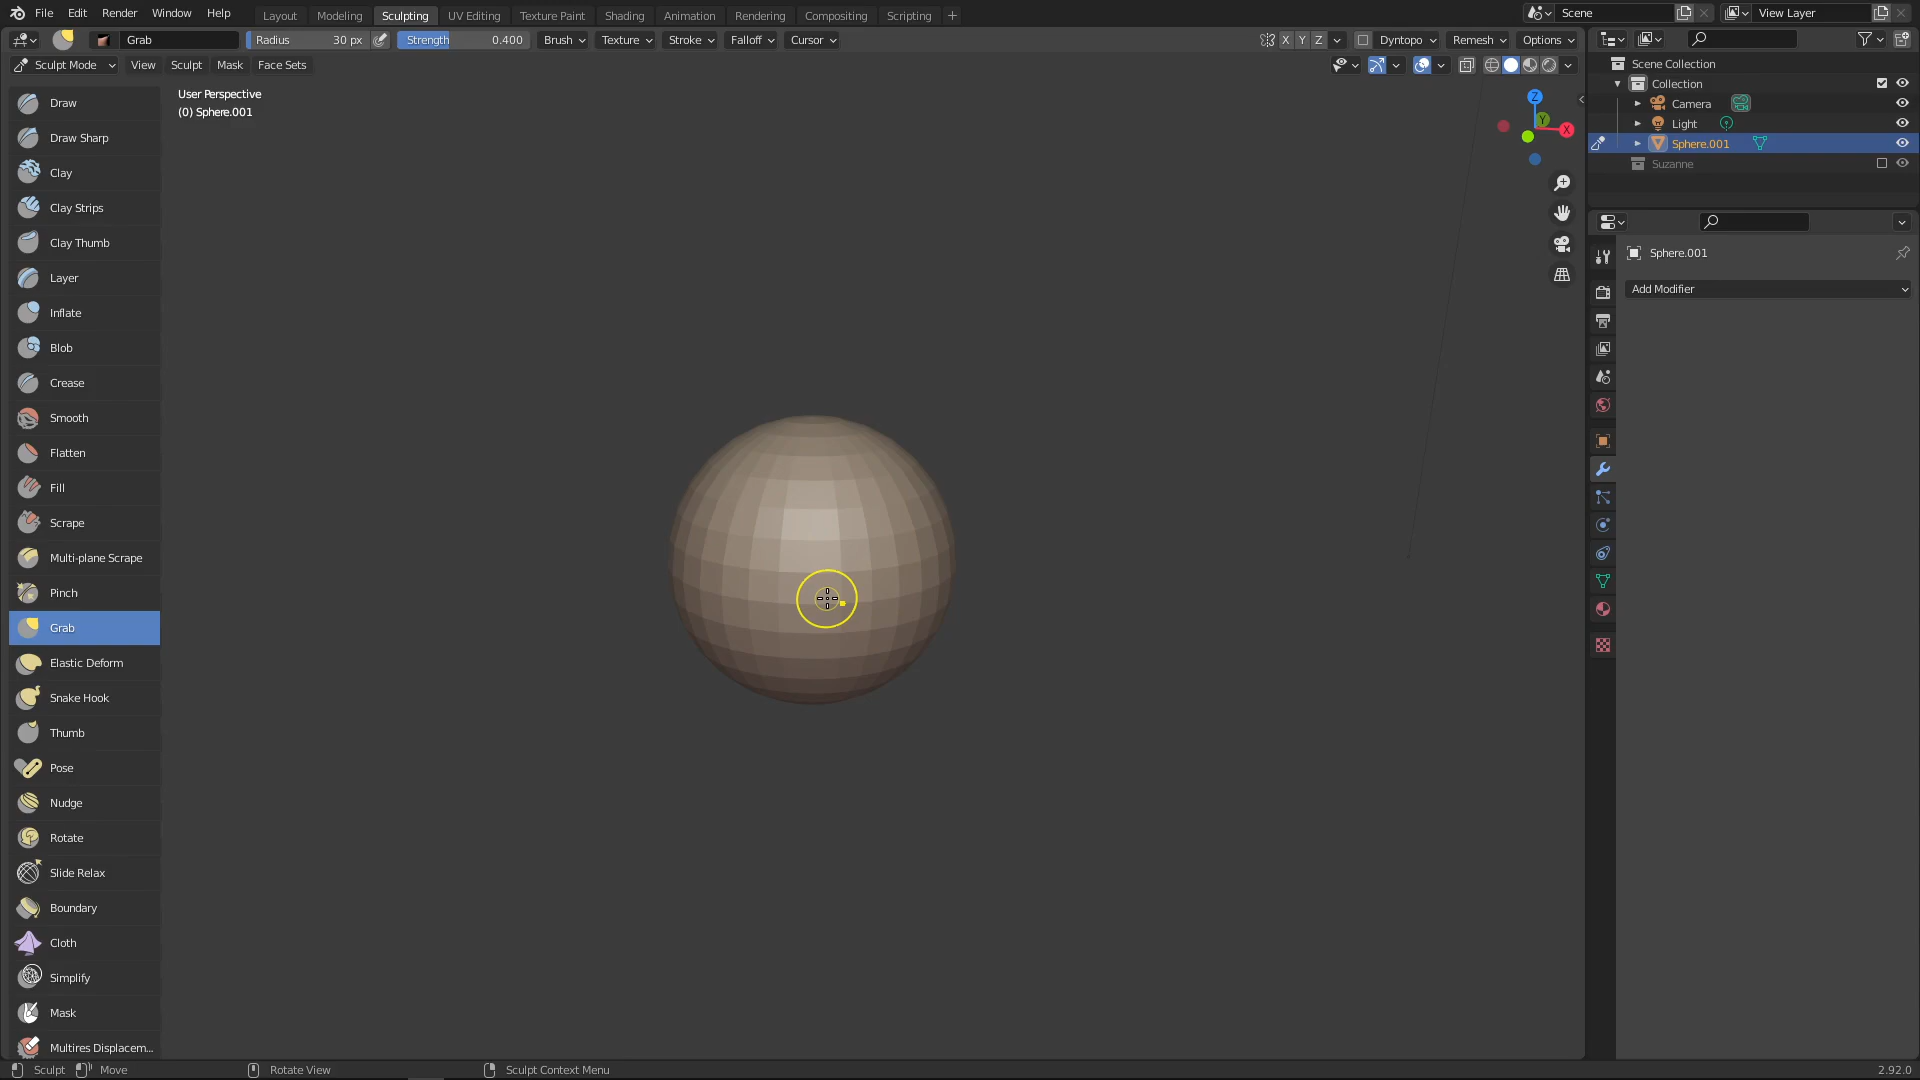 File Edit Render Window Help Layout Modeling Sculpting UV Editing Texture Paint Shading Animation Rendering Compositing Scripting + Scene View Layer
Grab Radius 30 px Strength 0.400 Brush Texture Stroke Falloff Cursor X Y Z Dyntopo Remesh Options
Sculpt Mode View Sculpt Mask Face Sets
User Perspective
(0) Sphere.001
Draw
Draw Sharp
Clay
Clay Strips
Clay Thumb
Layer
Inflate
Blob
Crease
Smooth
Flatten
Fill
Scrape
Multi-plane Scrape
Pinch
Grab
Elastic Deform
Snake Hook
Thumb
Pose
Nudge
Rotate
Slide Relax
Boundary
Cloth
Simplify
Mask
Multires Displacem...
Z
Y
X
Scene Collection
Collection
Camera
Light
Sphere.001
Suzanne
Sphere.001
Add Modifier
Sculpt Move Rotate View Sculpt Context Menu 2.92.0